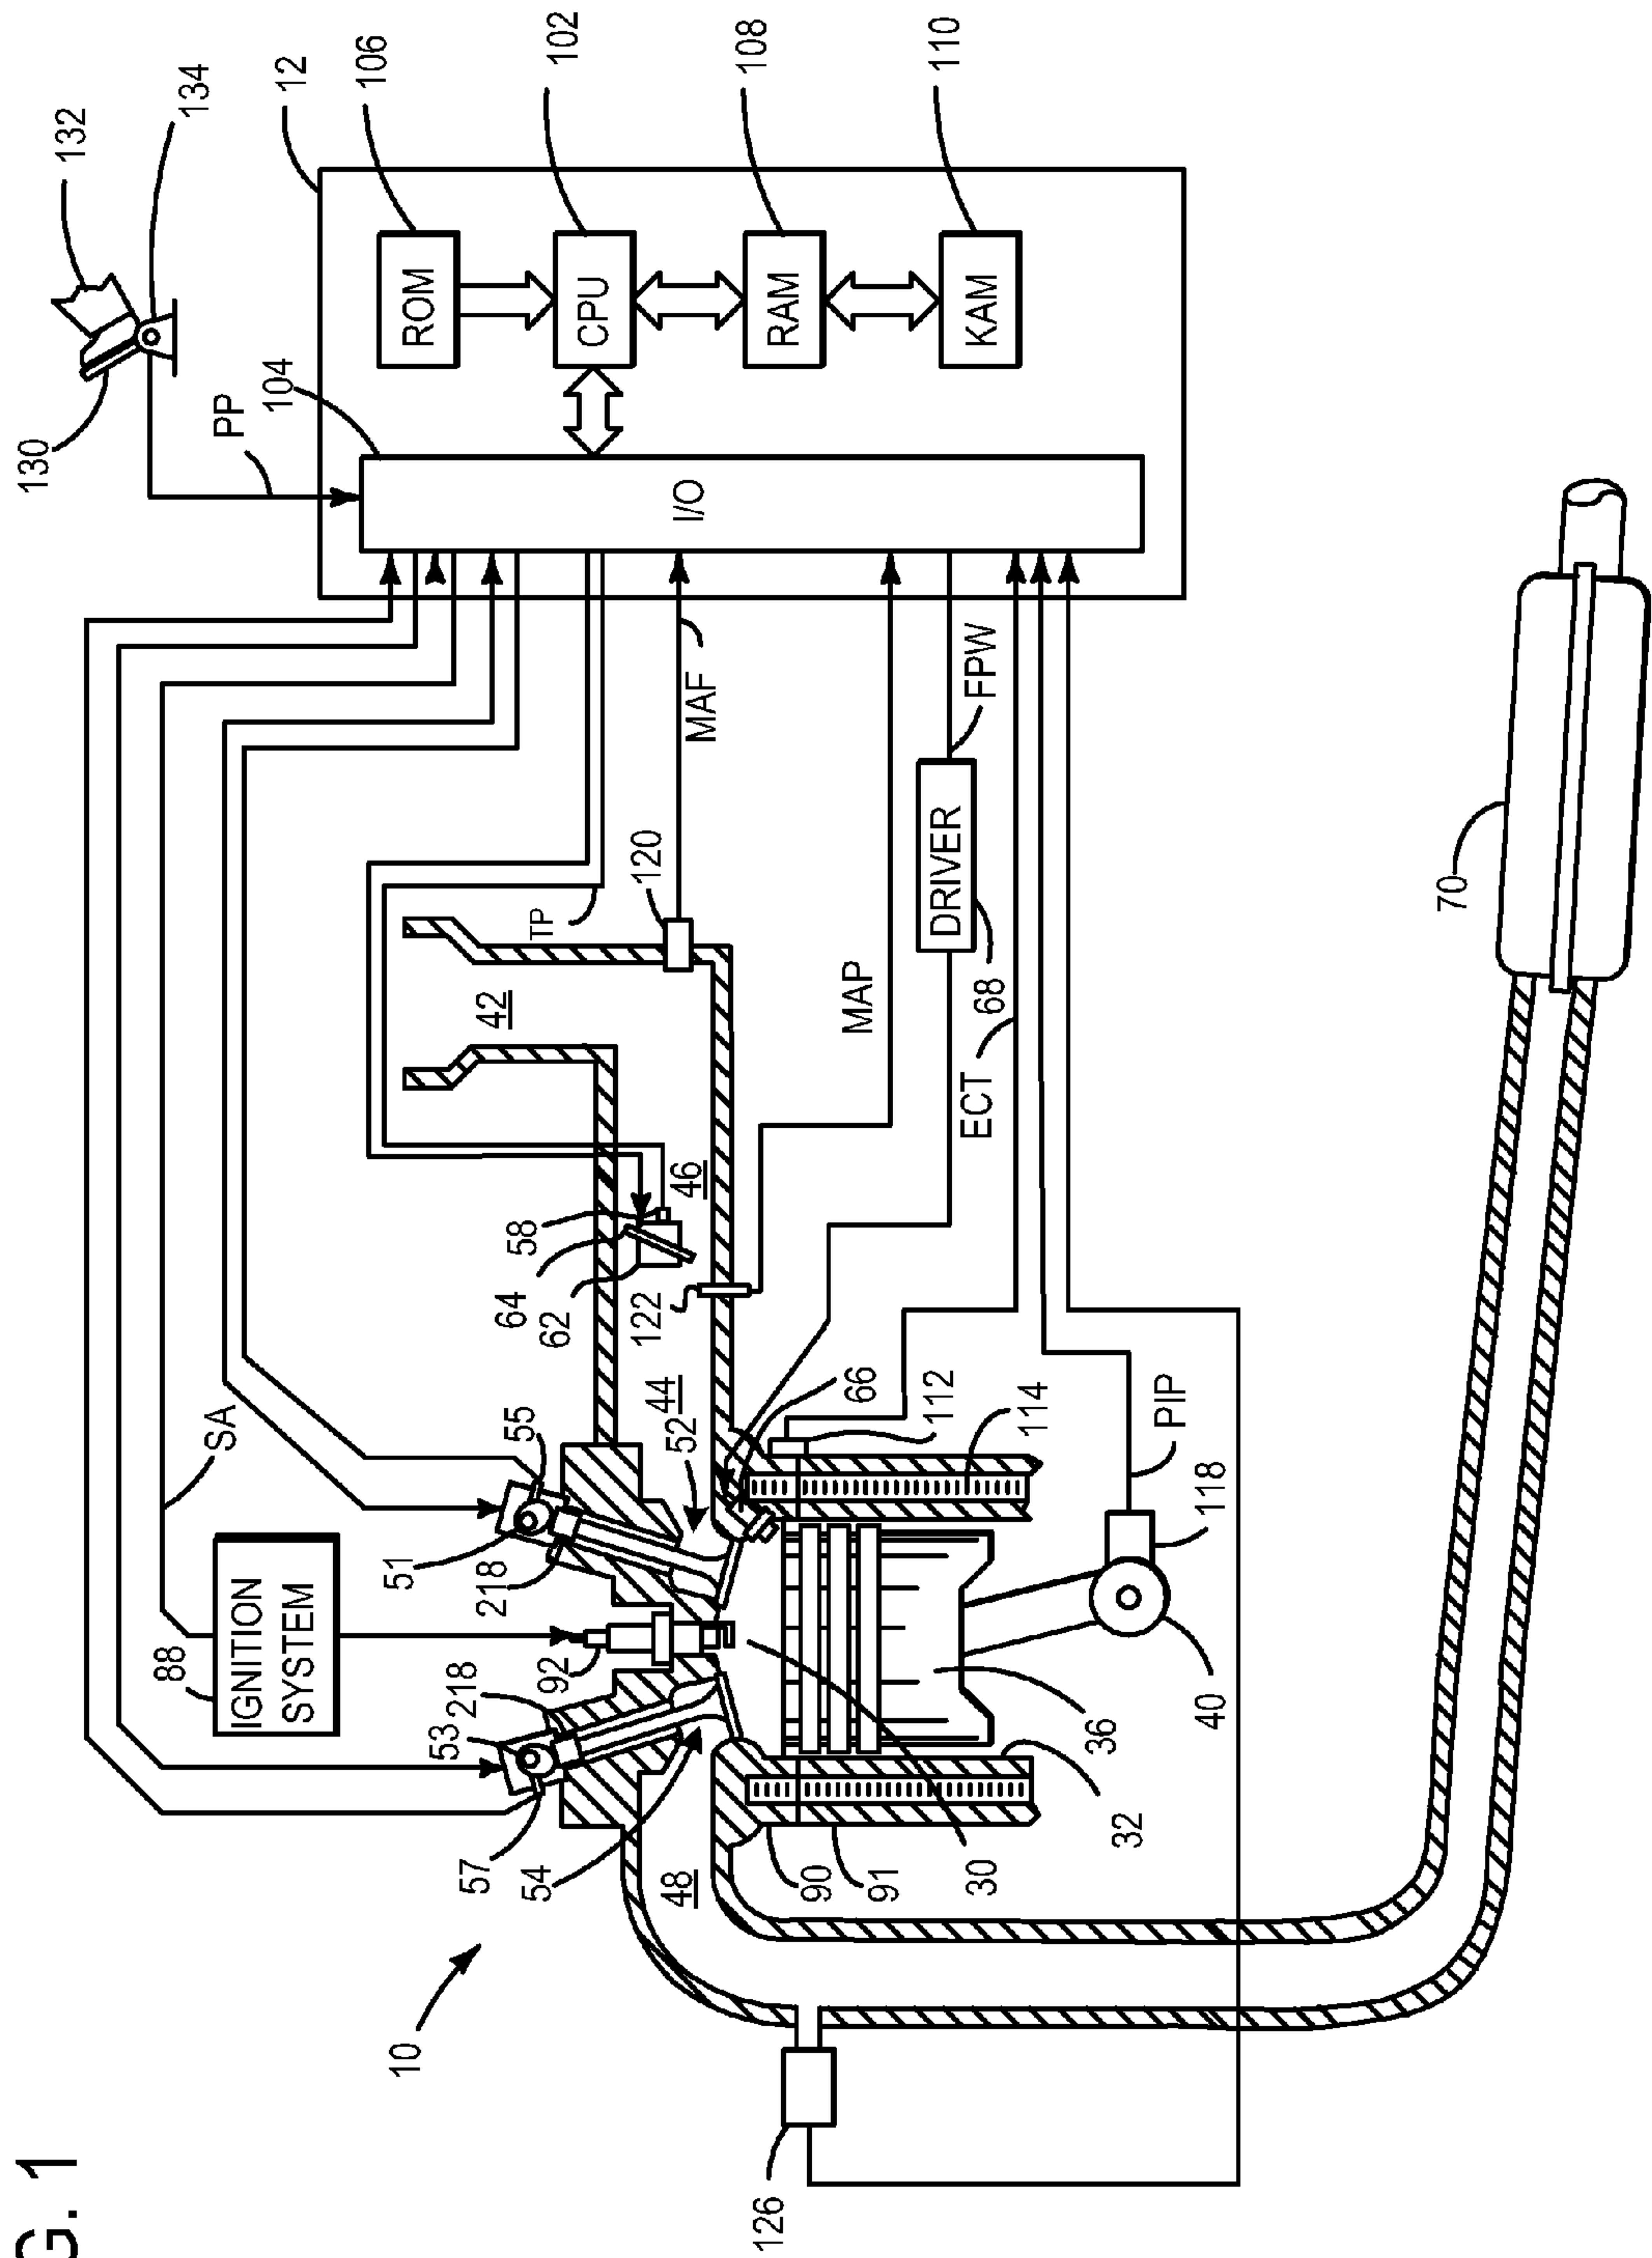 G. 1
10
126
57
54
48
53
218
88
IGNITION
SYSTEM
SA
92
51
218
55
52
44
64
62
58
122
46
42
TP
120
MAF
MAP
ECT
68
DRIVER
FPW
66
112
114
PIP
118
40
36
32
30
91
90
70
I/O
104
PP
130
132
134
12
ROM
106
CPU
102
RAM
108
KAM
110